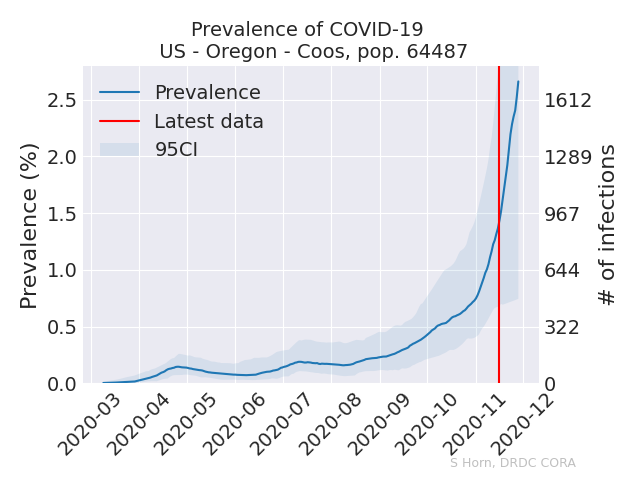 Prevalence of COVID-19
US - Oregon - Coos, pop. 64487
Prevalence
Latest data
95CI
Prevalence (%)
2.5
2.0
1.5
1.0
0.5
0.0
1612
1289
967
644
322
0
# of infections
2020-03
2020-04
2020-05
2020-06
2020-07
2020-08
2020-09
2020-10
2020-11
2020-12
S Horn, DRDC CORA